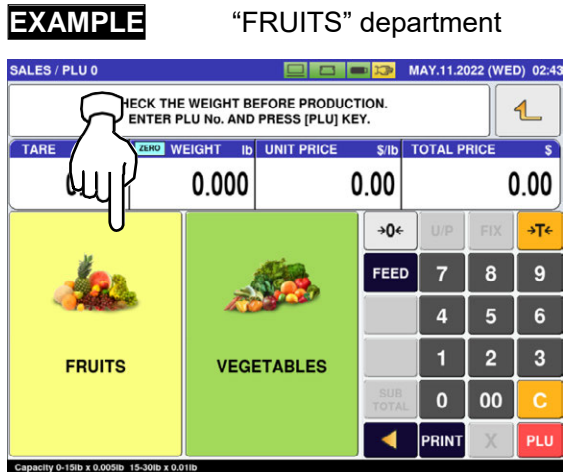 EXAMPLE “FRUITS” department
SALES / PLU 0 MAY.11.2022 (WED) 02:43
HECK THE WEIGHT BEFORE PRODUCTION.
ENTER PLU No. AND PRESS [PLU] KEY.
TARE ZERO WEIGHT lb UNIT PRICE $/lb TOTAL PRICE $
0.000 0.00 0.00
→0← U/P FIX →T←
FEED 7 8 9
4 5 6
FRUITS VEGETABLES 1 2 3
SUB TOTAL 0 00 C
PRINT X PLU
Capacity 0-15lb x 0.005lb 15-30lb x 0.01lb